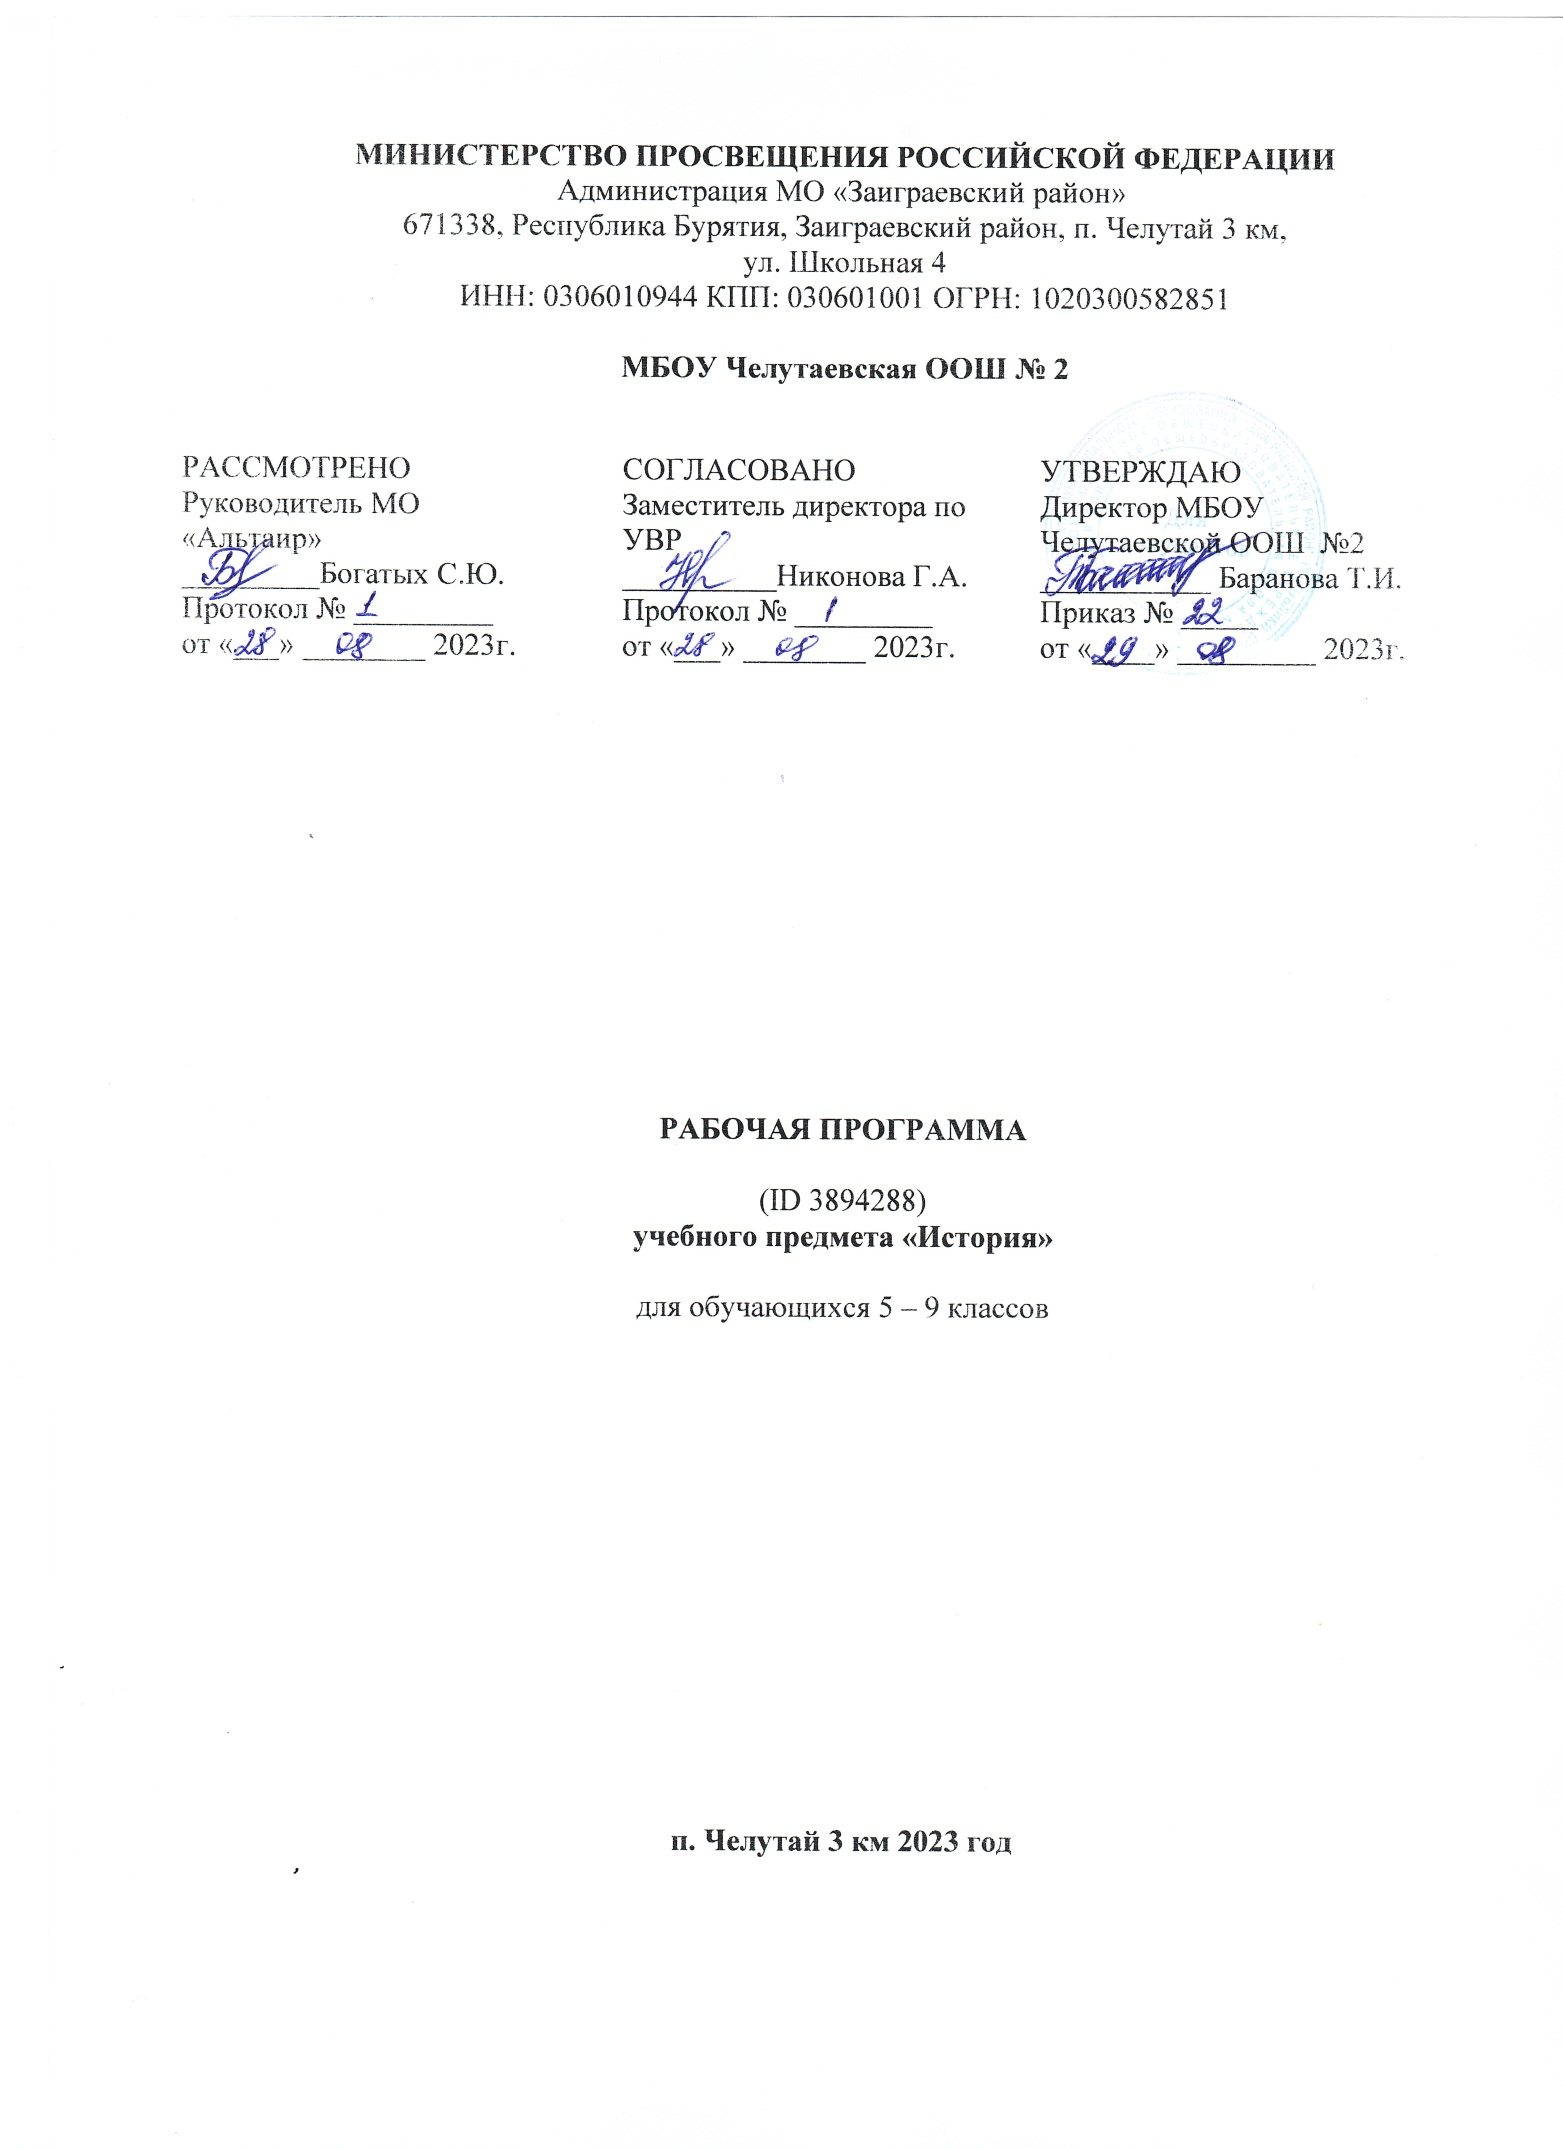 МИНИСТЕРСТВО ПРОСВЕЩЕНИЯ РОССИЙСКОЙ ФЕДЕРАЦИИ
Администрация МО «Заиграевский район»
671338, Республика Бурятия, Заиграевский район, п. Челутай 3 км,
ул. Школьная 4
ИНН: 0306010944 КПП: 030601001 ОГРН: 1020300582851
МБОУ Челутаевская ООШ № 2
РАССМОТРЕНО
Руководитель МО
«Альтаир»
_________Богатых С.Ю.
Протокол № 1
от «28» 08 2023г.
СОГЛАСОВАНО
Заместитель директора по
УВР
__________Никонова Г.А.
Протокол № 1
от «28» 08 2023г.
УТВЕРЖДАЮ
Директор МБОУ
Челутаевской ООШ №2
___________ Баранова Т.И.
Приказ № 22
от «29» 08 2023г.
РАБОЧАЯ ПРОГРАММА
(ID 3894288)
учебного предмета «История»
для обучающихся 5 – 9 классов
п. Челутай 3 км 2023 год